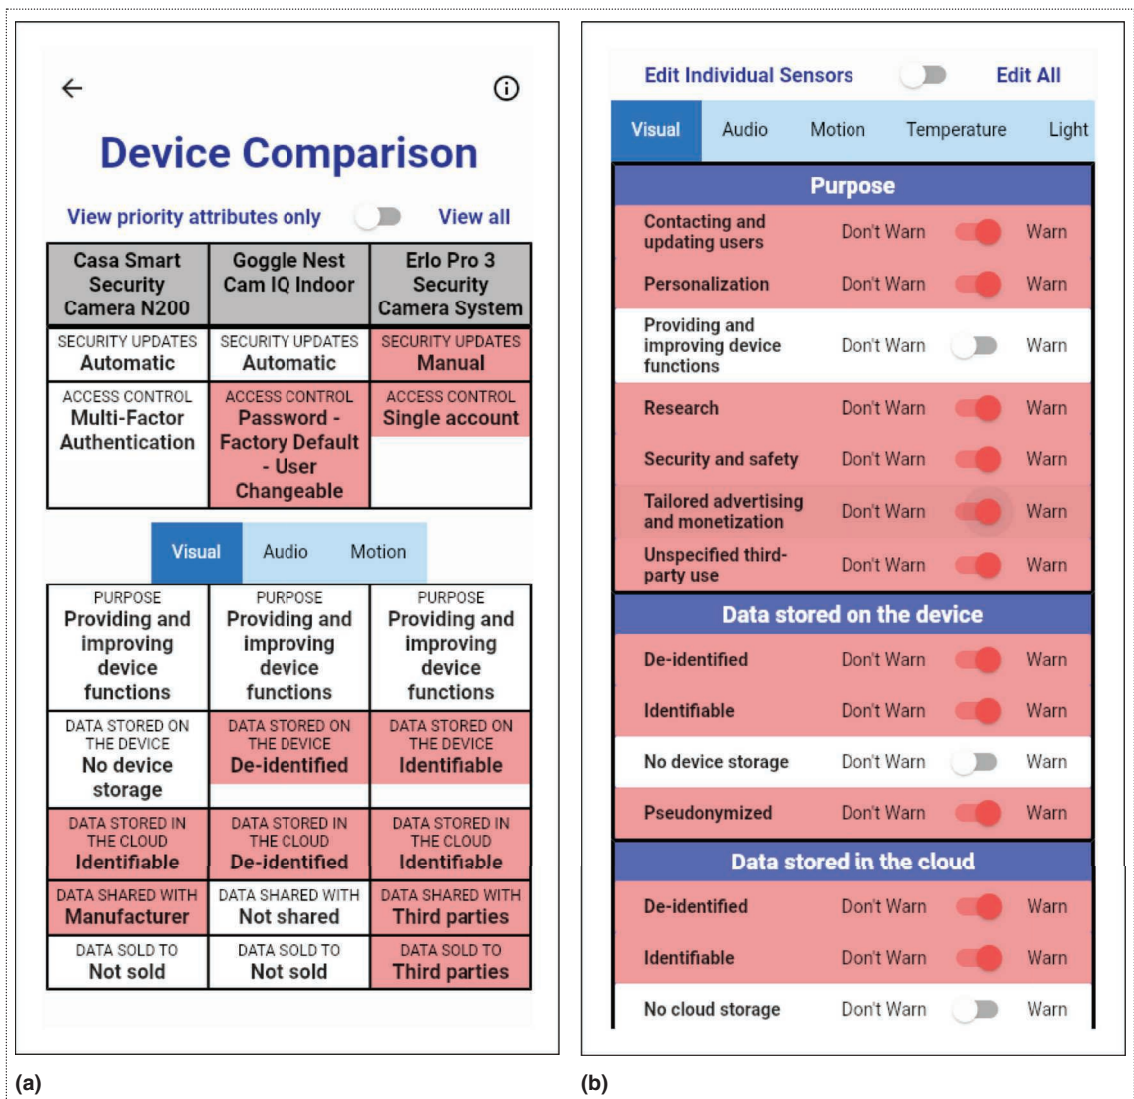 Device Comparison
View priority attributes only View all
Casa Smart
Security
Camera N200
Goggle Nest
Cam IQ Indoor
Erlo Pro 3
Security
Camera System
SECURITY UPDATES
Automatic
SECURITY UPDATES
Automatic
SECURITY UPDATES
Manual
ACCESS CONTROL
Multi-Factor
Authentication
ACCESS CONTROL
Password -
Factory Default
- User
Changeable
ACCESS CONTROL
Single account
Visual Audio Motion
PURPOSE
Providing and
improving
device
functions
PURPOSE
Providing and
improving
device
functions
PURPOSE
Providing and
improving
device
functions
DATA STORED ON
THE DEVICE
No device
storage
DATA STORED ON
THE DEVICE
De-identified
DATA STORED ON
THE DEVICE
Identifiable
DATA STORED IN
THE CLOUD
Identifiable
DATA STORED IN
THE CLOUD
De-identified
DATA STORED IN
THE CLOUD
Identifiable
DATA SHARED WITH
Manufacturer
DATA SHARED WITH
Not shared
DATA SHARED WITH
Third parties
DATA SOLD TO
Not sold
DATA SOLD TO
Not sold
DATA SOLD TO
Third parties
(a)
Edit Individual Sensors Edit All
Visual Audio Motion Temperature Light
Purpose
Contacting and
updating users
Don't Warn Warn
Personalization Don't Warn Warn
Providing and
improving device
functions
Don't Warn Warn
Research Don't Warn Warn
Security and safety Don't Warn Warn
Tailored advertising
and monetization
Don't Warn Warn
Unspecified third-
party use
Don't Warn Warn
Data stored on the device
De-identified Don't Warn Warn
Identifiable Don't Warn Warn
No device storage Don't Warn Warn
Pseudonymized Don't Warn Warn
Data stored in the cloud
De-identified Don't Warn Warn
Identifiable Don't Warn Warn
No cloud storage Don't Warn Warn
(b)